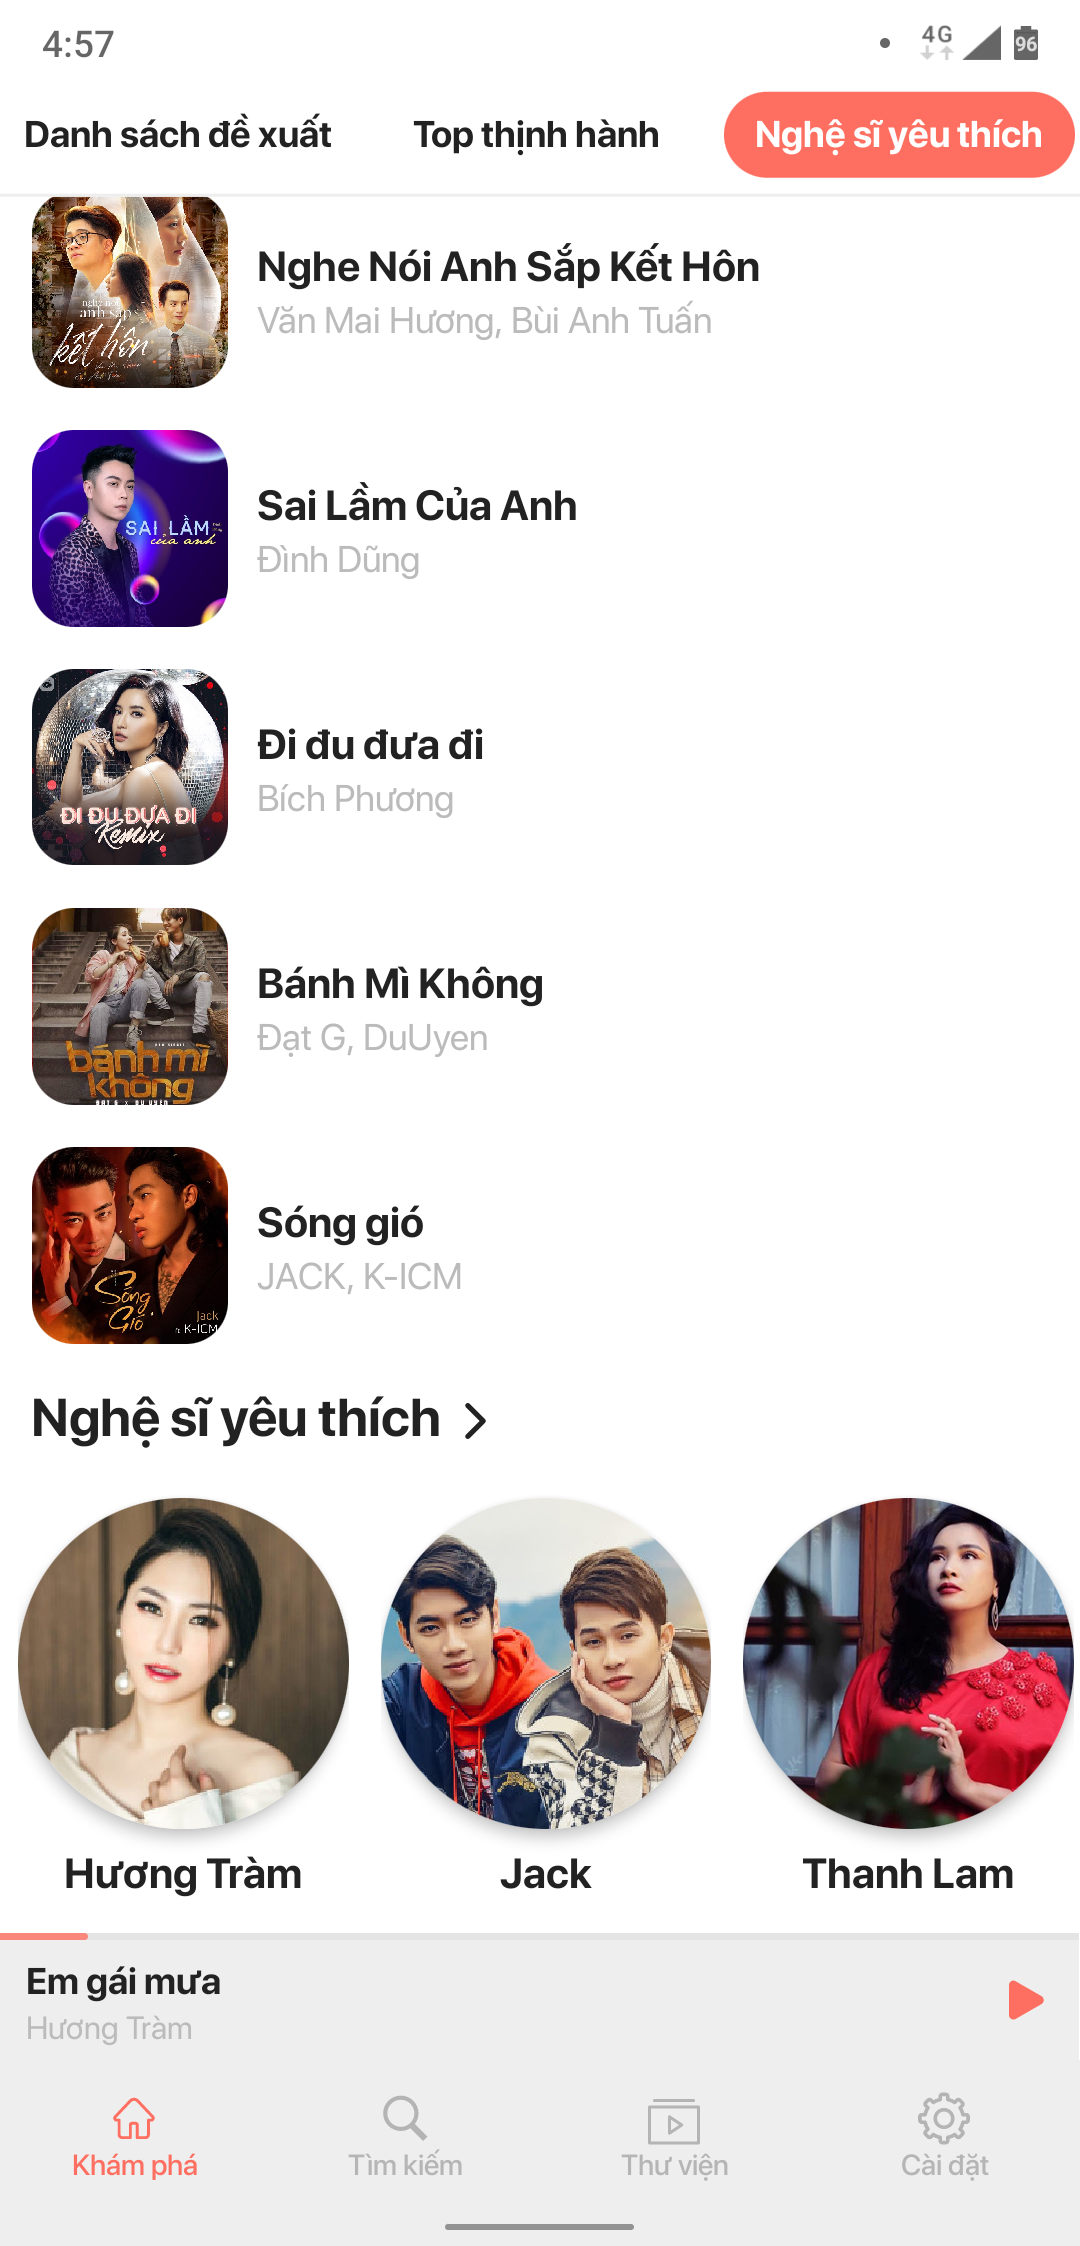 4:57
4G
96
Danh sách đề xuất
Top thịnh hành
Nghệ sĩ yêu thích
nghe nói
anh sắp
kết hôn
Nghe Nói Anh Sắp Kết Hôn
Văn Mai Hương, Bùi Anh Tuấn
SAI LẦM
của anh
Sai Lầm Của Anh
Đình Dũng
ĐI ĐU ĐƯA ĐI
Remix
Đi đu đưa đi
Bích Phương
bánh mì
không
ĐẠT G x DU UYÊN
Bánh Mì Không
Đạt G, DuUyen
Sóng
Gió
Jack
ft. K-ICM
Sóng gió
JACK, K-ICM
Nghệ sĩ yêu thích
Hương Tràm
Jack
Thanh Lam
Em gái mưa
Hương Tràm
Khám phá
Tìm kiếm
Thư viện
Cài đặt